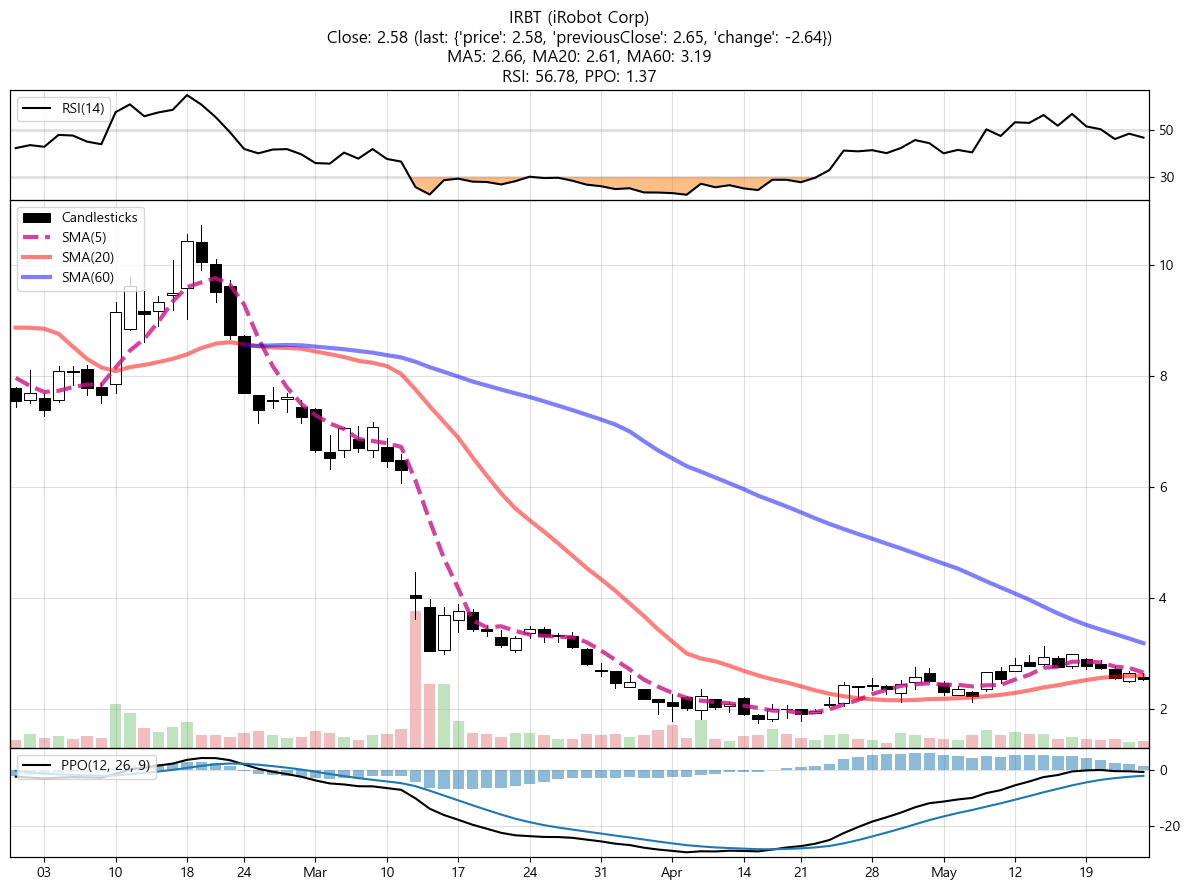 IRBT (iRobot Corp)
Close: 2.58 (last: {'price': 2.58, 'previousClose': 2.65, 'change': -2.64})
MA5: 2.66, MA20: 2.61, MA60: 3.19
RSI: 56.78, PPO: 1.37
RSI(14)
50
30
Candlesticks
SMA(5)
SMA(20)
SMA(60)
10
8
6
4
2
PPO(12, 26, 9)
0
-20
03 10 18 24 Mar 10 17 24 31 Apr 14 21 28 May 12 19